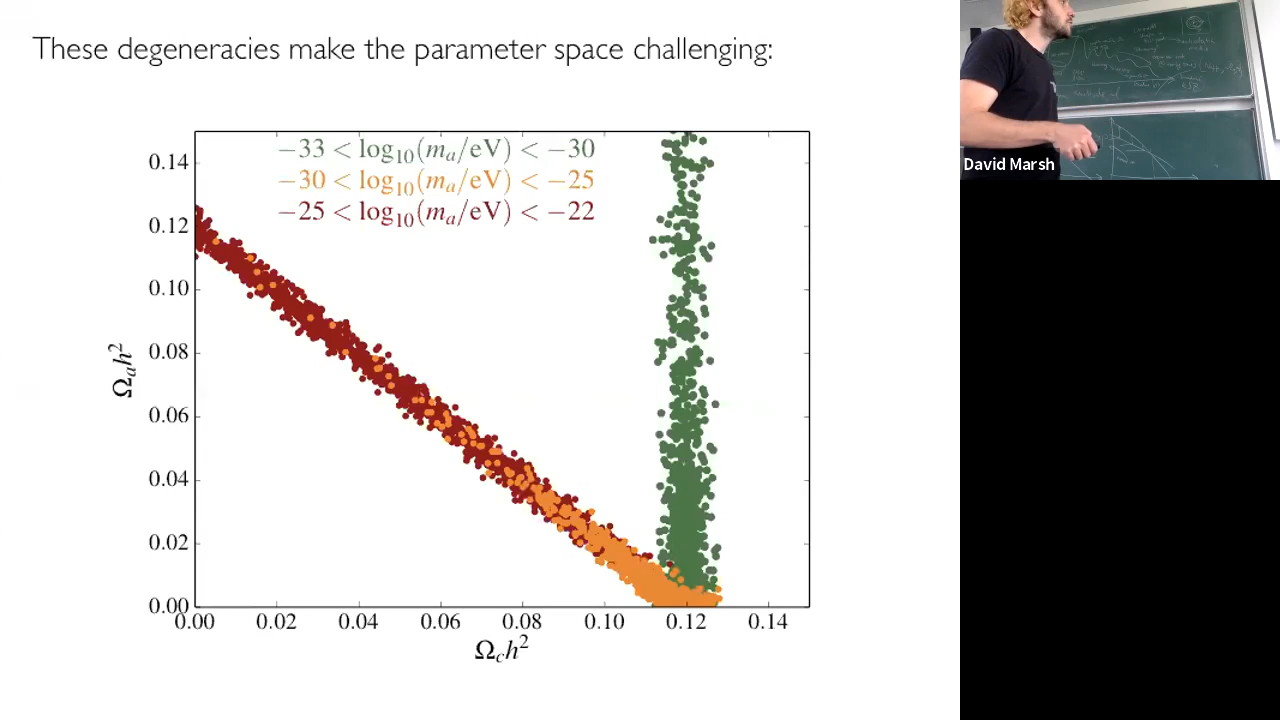 These degeneracies make the parameter space challenging:
−33 < log₁₀(mₐ/eV) < −30
−30 < log₁₀(mₐ/eV) < −25
−25 < log₁₀(mₐ/eV) < −22
0.14
0.12
0.10
0.08
0.06
0.04
0.02
0.00
Ωₐh²
0.00 0.02 0.04 0.06 0.08 0.10 0.12 0.14
Ω_c h²
David Marsh